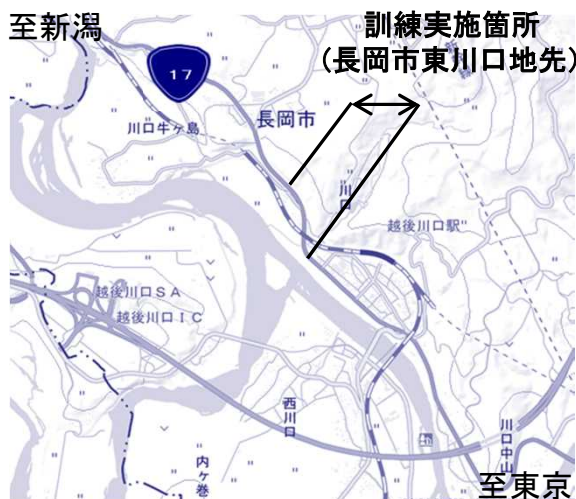 至新潟
訓練実施箇所
(長岡市東川口地先)
17
長岡市
川口牛ヶ島
川口
越後川口駅
越後川口SA
越後川口IC
西川口
川口中山
内ヶ巻
至東京